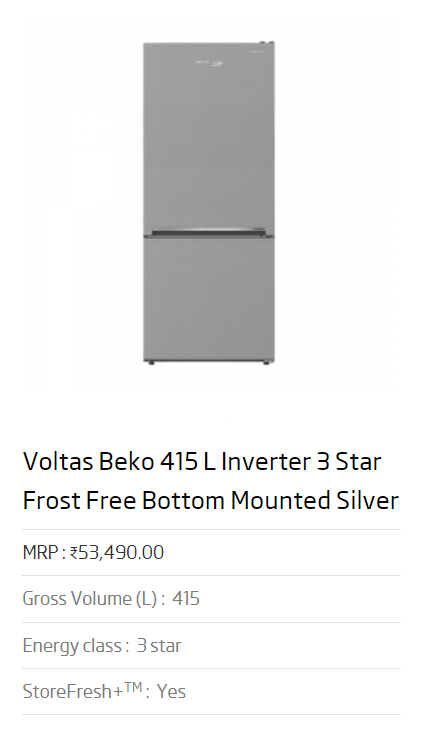 Voltas Beko 415 L Inverter 3 Star
Frost Free Bottom Mounted Silver
MRP : ₹53,490.00
Gross Volume (L) : 415
Energy class : 3 star
StoreFresh+™ : Yes